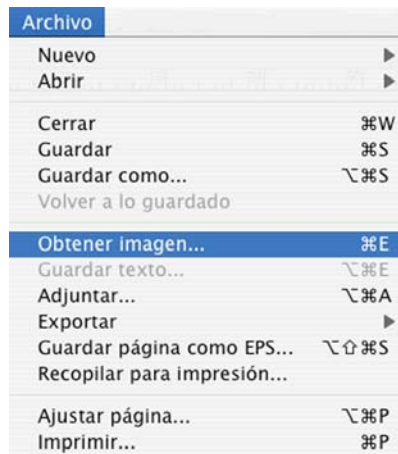 Archivo
Nuevo ▶
Abrir ▶
Cerrar ⌘W
Guardar ⌘S
Guardar como... ⌥⌘S
Volver a lo guardado
Obtener imagen... ⌘E
Guardar texto... ⌥⌘E
Adjuntar... ⌥⌘A
Exportar ▶
Guardar página como EPS... ⌥⇧⌘S
Recopilar para impresión...
Ajustar página... ⌥⌘P
Imprimir... ⌘P